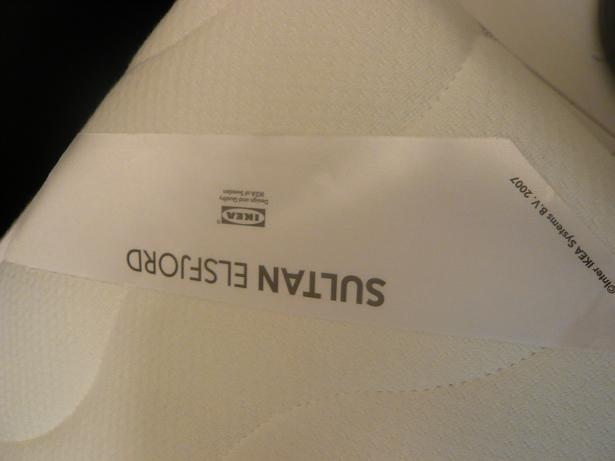 SULTAN ELSFJORD
IKEA®
Design and Quality
IKEA of Sweden
©Inter IKEA Systems B.V. 2007